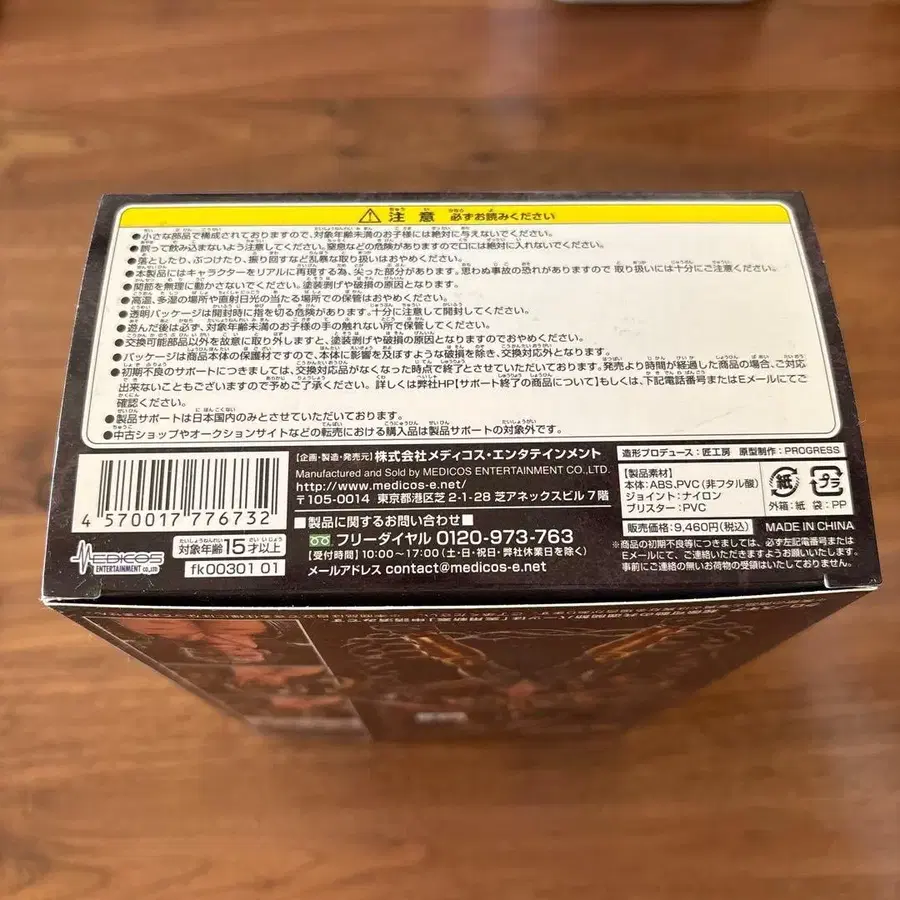 注意 必ずお読みください
●小さな部品で構成されておりますので、対象年齢未満のお子様には絶対に与えないでください。
●誤って飲み込まないよう注意してください。窒息などの危険がありますので口には絶対に入れないでください。
●落としたり、ぶつけたり、振り回すなど乱暴な取り扱いはおやめください。
●本製品にはキャラクターをリアルに再現する為、尖った部分があります。思わぬ事故の恐れがありますので 取り扱いには十分にご注意ください。
●関節を無理に動かさないでください。塗装剥げや破損の原因となります。
●高温、多湿の場所や直射日光の当たる場所での保管はおやめください。
●透明パッケージは開封時に指を切る危険があります。十分に注意して開封してください。
●遊んだ後は必ず、対象年齢未満のお子様の手の触れない所で保管してください。
●交換可能部品以外を故意に取り外しますと、塗装剥げや破損の原因となりますのでおやめください。
●パッケージは商品本体の保護材ですので、本体に影響を及ぼすような破損を除き、交換対応外となります。
●初期不良のサポートにつきましては、交換対応品がなくなった時点で終了とさせていただいております。発売より時間が経過した商品の場合、ご対応
出来ないこともございますので予めご了承ください。詳しくは弊社HP【サポート終了の商品について】もしくは、下記電話番号またはEメールにてご
確認ください。
●製品サポートは日本国内のみとさせていただいております。
●中古ショップやオークションサイトなどの転売における購入品は製品サポートの対象外です。
4 570017 776732
MEDICOS
ENTERTAINMENT CO.,LTD
対象年齢15才以上
fk00301 01
【企画・製造・発売元】株式会社メディコス・エンタテインメント
Manufactured and Sold by MEDICOS ENTERTAINMENT CO.,LTD.
http://www.medicos-e.net/
〒105-0014 東京都港区芝 2-1-28 芝アネックスビル 7階
■製品に関するお問い合わせ■
フリーダイヤル 0120-973-763
【受付時間】10:00～17:00（土・日・祝日・弊社休業日を除く）
メールアドレス contact@medicos-e.net
造形プロデュース：匠工房 原型制作：PROGRESS
【製品素材】
本体：ABS,PVC（非フタル酸）
ジョイント：ナイロン
ブリスター：PVC
紙 プラ
外箱：紙 袋：PP
販売価格：9,460円（税込） MADE IN CHINA
※商品の初期不良等につきましては、必ず左記電話番号または
Eメールにて、ご連絡いただきますようお願いいたします。
事前にご連絡の無いお荷物の受領はいたしておりません。